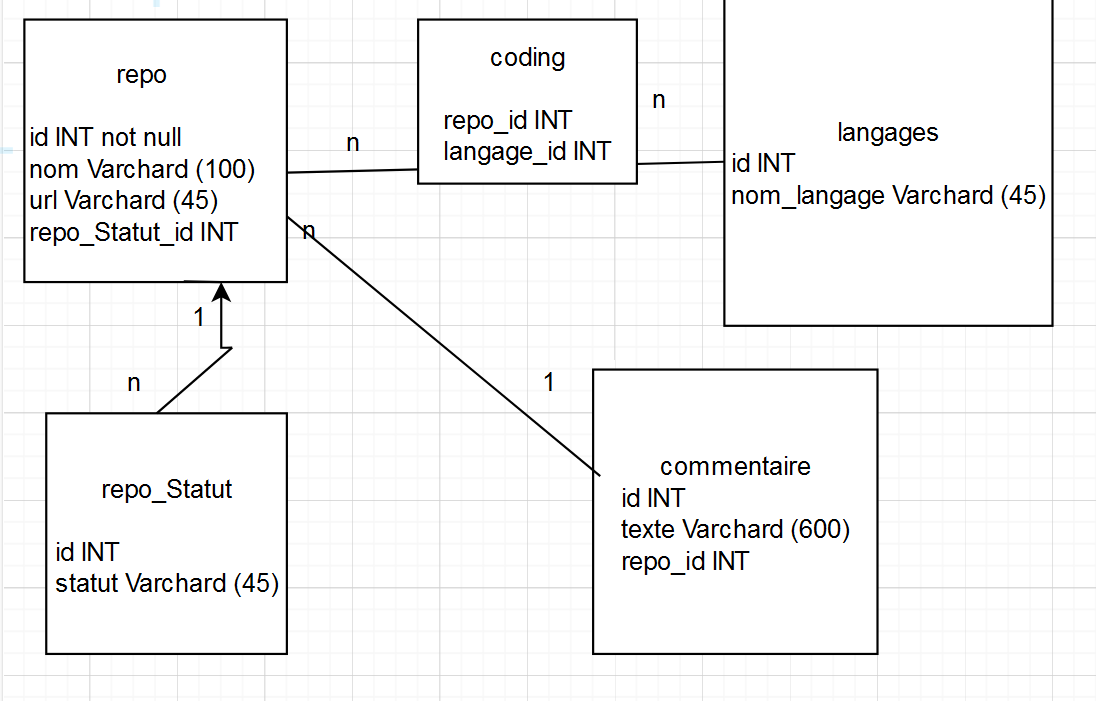 repo
id INT not null
nom Varchard (100)
url Varchard (45)
repo_Statut_id INT
n
coding
repo_id INT
langage_id INT
n
langages
id INT
nom_langage Varchard (45)
n
1
1
n
repo_Statut
id INT
statut Varchard (45)
commentaire
id INT
texte Varchard (600)
repo_id INT